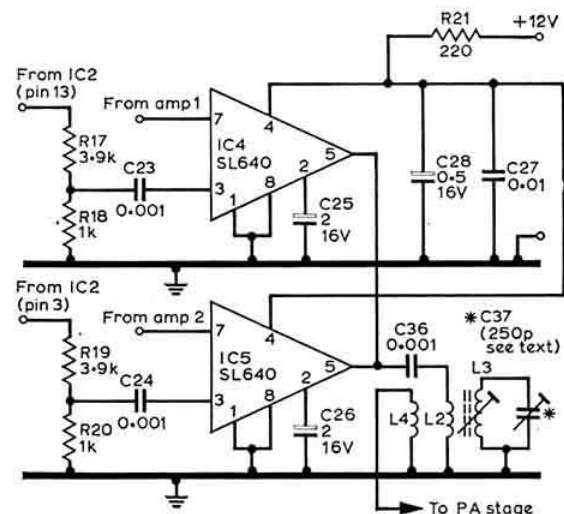 R21
+12V
220
From IC2
(pin 13)
From amp 1
7
4
R17
3·9k
IC4
SL640
C23
2
5
C28
0·5
16V
C27
0·01
3
0·001
1
8
C25
2
16V
R18
1k
From IC2
(pin 3)
From amp 2
7
4
✳C37
(250p
see text)
C36
0·001
R19
3·9k
IC5
SL640
C24
2
5
L3
3
0·001
1
8
C26
2
16V
L4
L2
✳
R20
1k
To PA stage